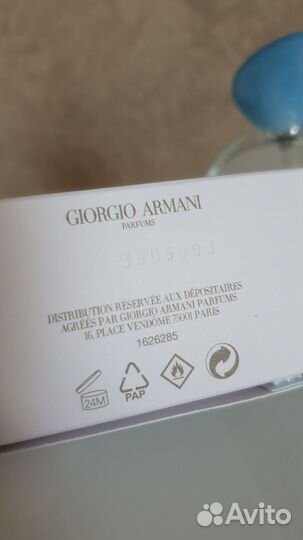 GIORGIO ARMANI
PARFUMS
DISTRIBUTION RÉSERVÉE AUX DÉPOSITAIRES
AGRÉÉS PAR GIORGIO ARMANI PARFUMS
16, PLACE VENDÔME 75001 PARIS
1626285
24M
PAP
Avito